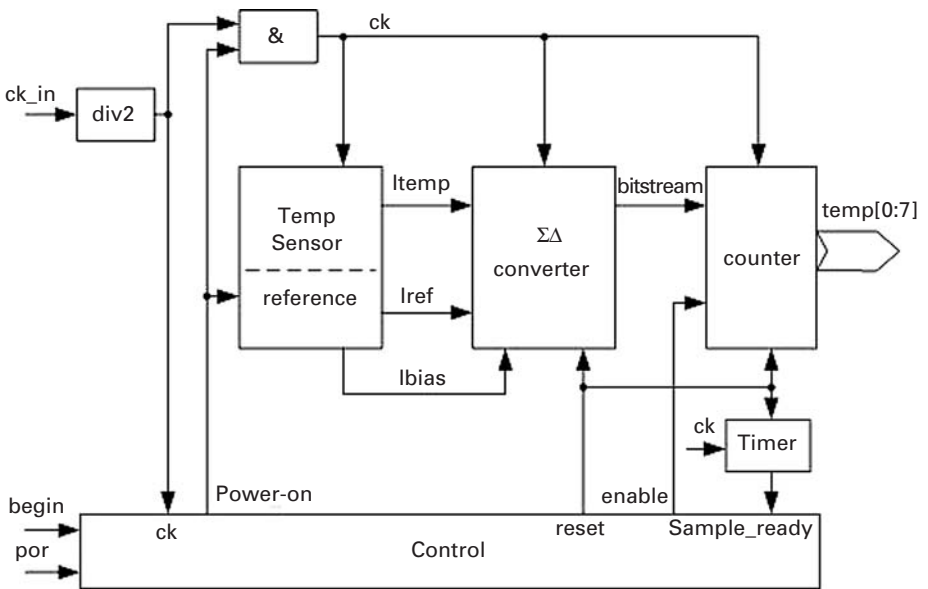 &
ck
ck_in
div2
Itemp
bitstream
temp[0:7]
Temp
Sensor
ΣΔ
converter
counter
reference
Iref
Ibias
ck
Timer
Power-on
enable
begin
ck
reset
Sample_ready
por
Control